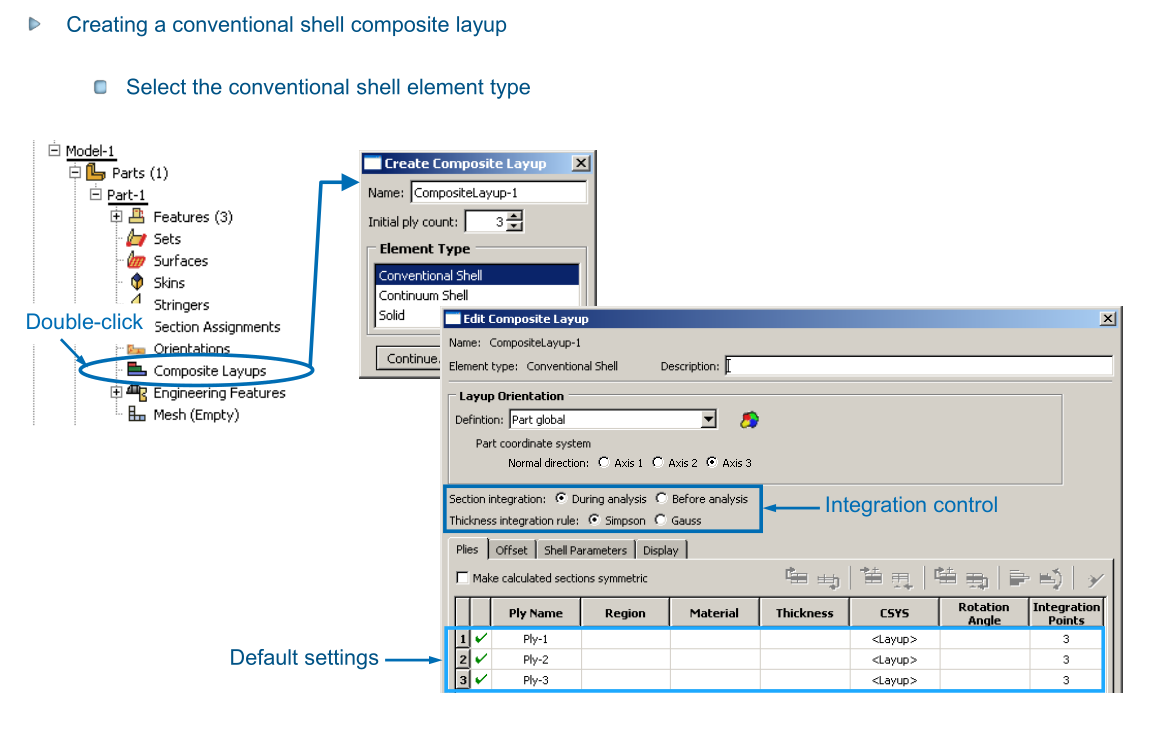 Creating a conventional shell composite layup
Select the conventional shell element type
Model-1
Parts (1)
Part-1
Features (3)
Sets
Surfaces
Skins
Stringers
Double-click
Section Assignments
Orientations
Composite Layups
Engineering Features
Mesh (Empty)
Create Composite Layup
Name: CompositeLayup-1
Initial ply count: 3
Element Type
Conventional Shell
Continuum Shell
Solid
Continue.
Edit Composite Layup
Name: CompositeLayup-1
Element type: Conventional Shell Description:
Layup Orientation
Defintion: Part global
Part coordinate system
Normal direction: Axis 1 Axis 2 Axis 3
Section integration: During analysis Before analysis
Thickness integration rule: Simpson Gauss
Integration control
Plies Offset Shell Parameters Display
Make calculated sections symmetric
Ply Name Region Material Thickness CSYS Rotation Angle Integration Points
1 Ply-1 <Layup> 3
2 Ply-2 <Layup> 3
3 Ply-3 <Layup> 3
Default settings